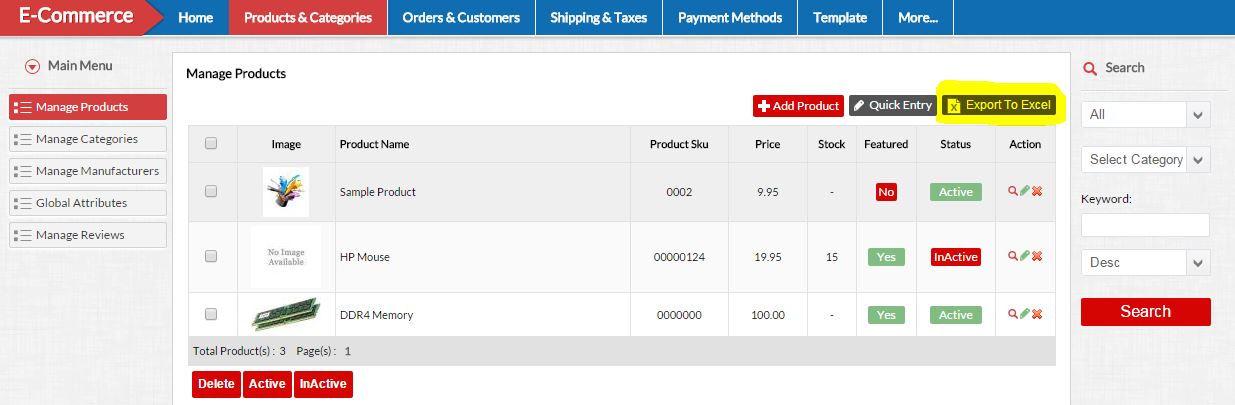 E-Commerce Home Products & Categories Orders & Customers Shipping & Taxes Payment Methods Template More...
Main Menu
Manage Products
Manage Categories
Manage Manufacturers
Global Attributes
Manage Reviews
Manage Products
Add Product Quick Entry Export To Excel
Image Product Name Product Sku Price Stock Featured Status Action
Sample Product 0002 9.95 - No Active
No Image
Available
HP Mouse 00000124 19.95 15 Yes InActive
DDR4 Memory 0000000 100.00 - Yes Active
Total Product(s) : 3 Page(s) : 1
Delete Active InActive
Search
All
Select Category
Keyword:
Desc
Search